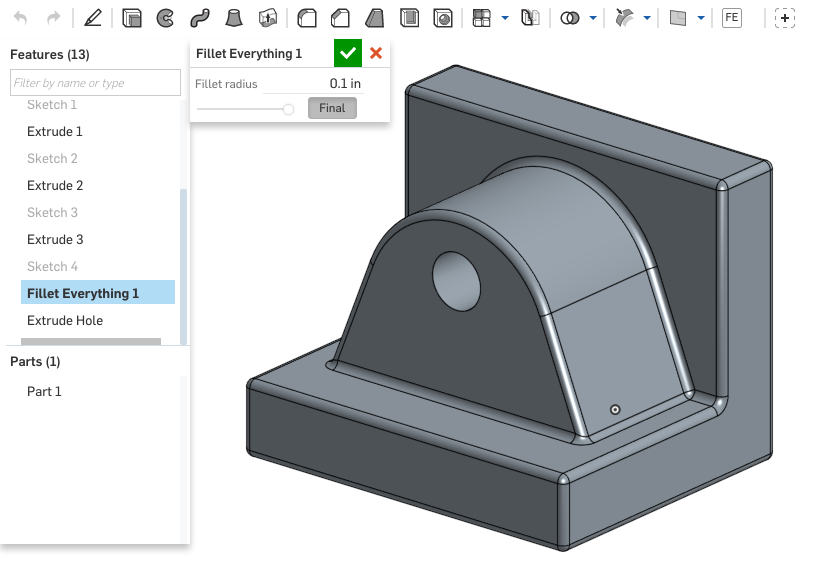 FE
Features (13)
Filter by name or type
Sketch 1
Extrude 1
Sketch 2
Extrude 2
Sketch 3
Extrude 3
Sketch 4
Fillet Everything 1
Extrude Hole
Parts (1)
Part 1
Fillet Everything 1
Fillet radius 0.1 in
Final